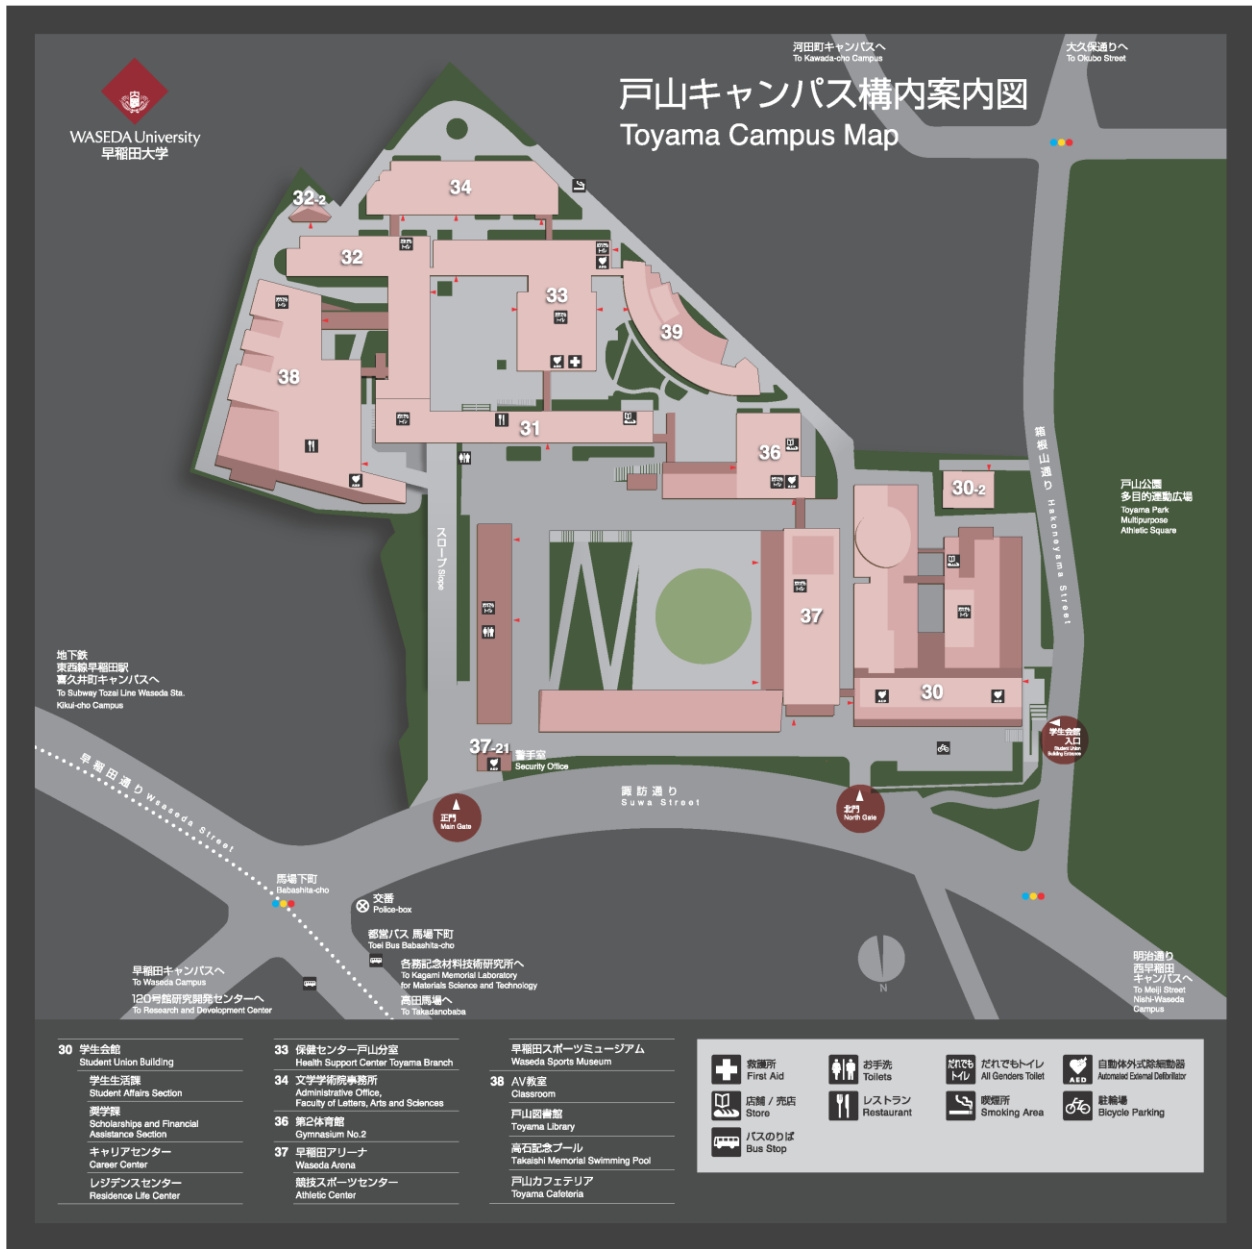 WASEDA University
早稲田大学
河田町キャンパスへ
To Kawada-cho Campus
大久保通りへ
To Okubo Street
戸山キャンパス構内案内図
Toyama Campus Map
34
32-2
32
33
39
38
31
36
30-2
箱根山通り Hakoneyama Street
戸山公園
多目的運動広場
Toyama Park
Multipurpose
Athletic Square
スロープ Slope
37
30
地下鉄
東西線早稲田駅
喜久井町キャンパスへ
To Subway Tozai Line Waseda Sta.
Kikui-cho Campus
早稲田通り Waseda Street
37-21
警手室
Security Office
学生会館
入口
Student Union
Building Entrance
諏訪通り
Suwa Street
正門
Main Gate
北門
North Gate
馬場下町
Babashita-cho
交番
Police-box
都営バス 馬場下町
Toei Bus Babashita-cho
各務記念材料技術研究所へ
To Kagami Memorial Laboratory
for Materials Science and Technology
高田馬場へ
To Takadanobaba
早稲田キャンパスへ
To Waseda Campus
120号館研究開発センターへ
To Research and Development Center
N
明治通り
西早稲田
キャンパスへ
To Meiji Street
Nishi-Waseda
Campus
30 学生会館
Student Union Building
学生生活課
Student Affairs Section
奨学課
Scholarships and Financial
Assistance Section
キャリアセンター
Career Center
レジデンスセンター
Residence Life Center
33 保健センター戸山分室
Health Support Center Toyama Branch
34 文学学術院事務所
Administrative Office,
Faculty of Letters, Arts and Sciences
36 第2体育館
Gymnasium No.2
37 早稲田アリーナ
Waseda Arena
競技スポーツセンター
Athletic Center
早稲田スポーツミュージアム
Waseda Sports Museum
38 AV教室
Classroom
戸山図書館
Toyama Library
高石記念プール
Takaishi Memorial Swimming Pool
戸山カフェテリア
Toyama Cafeteria
救護所
First Aid
お手洗
Toilets
だれでも
トイレ
だれでもトイレ
All Genders Toilet
AED
自動体外式除細動器
Automated External Defibrillator
店舗 / 売店
Store
レストラン
Restaurant
喫煙所
Smoking Area
駐輪場
Bicycle Parking
バスのりば
Bus Stop